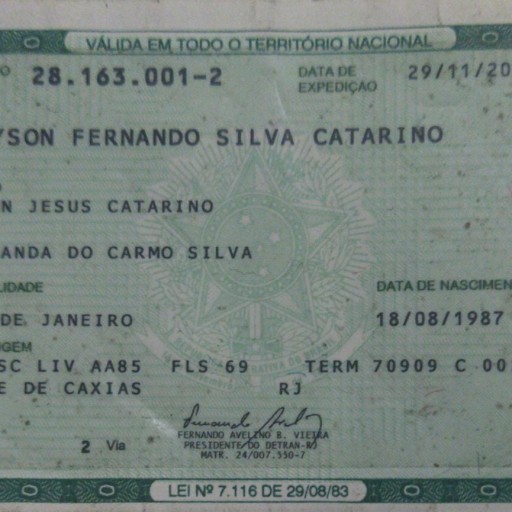 VÁLIDA EM TODO O TERRITÓRIO NACIONAL
28.163.001-2 DATA DE EXPEDIÇÃO 29/11/20
YSON FERNANDO SILVA CATARINO
N JESUS CATARINO
ANDA DO CARMO SILVA
LIDADE DATA DE NASCIMEN
DE JANEIRO 18/08/1987
IGEM
SC LIV AA85 FLS 69 TERM 70909 C 00
E DE CAXIAS RJ
FERNANDO AVELINO B. VIEIRA
2 Via PRESIDENTE DO DETRAN-RJ
MATR. 24/007.550-7
LEI Nº 7.116 DE 29/08/83